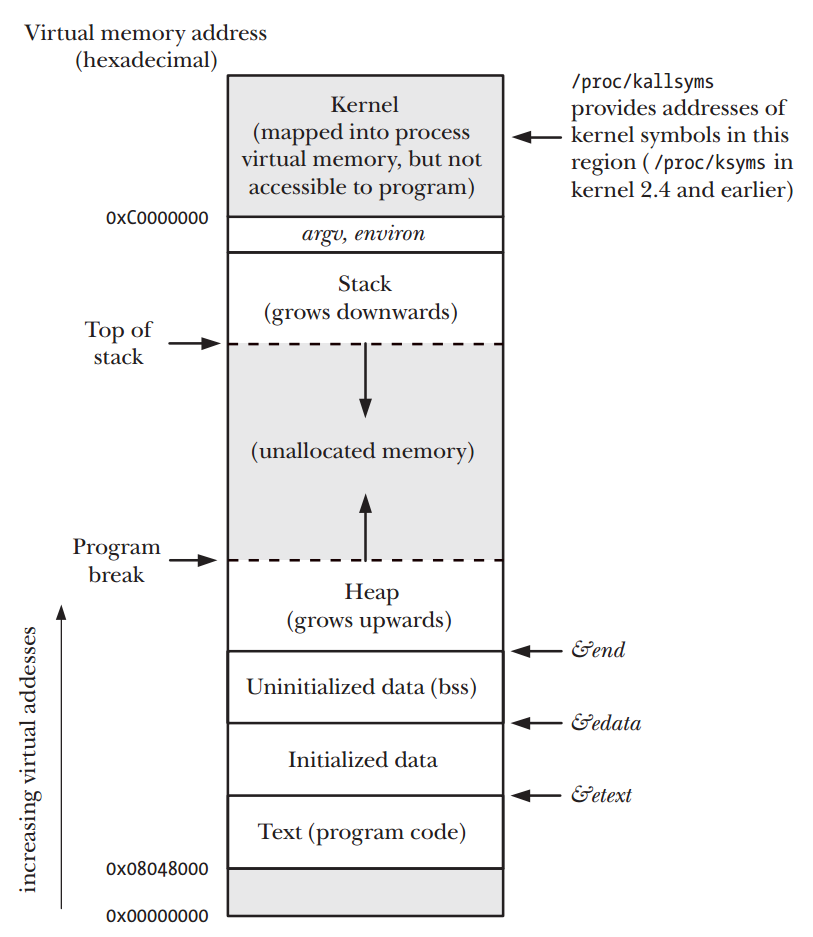 Virtual memory address
(hexadecimal)
/proc/kallsyms
provides addresses of
kernel symbols in this
region ( /proc/ksyms in
kernel 2.4 and earlier)
Kernel
(mapped into process
virtual memory, but not
accessible to program)
0xC0000000
argv, environ
Stack
(grows downwards)
Top of
stack
(unallocated memory)
Program
break
Heap
(grows upwards)
&end
Uninitialized data (bss)
&edata
Initialized data
&etext
Text (program code)
0x08048000
0x00000000
increasing virtual addesses